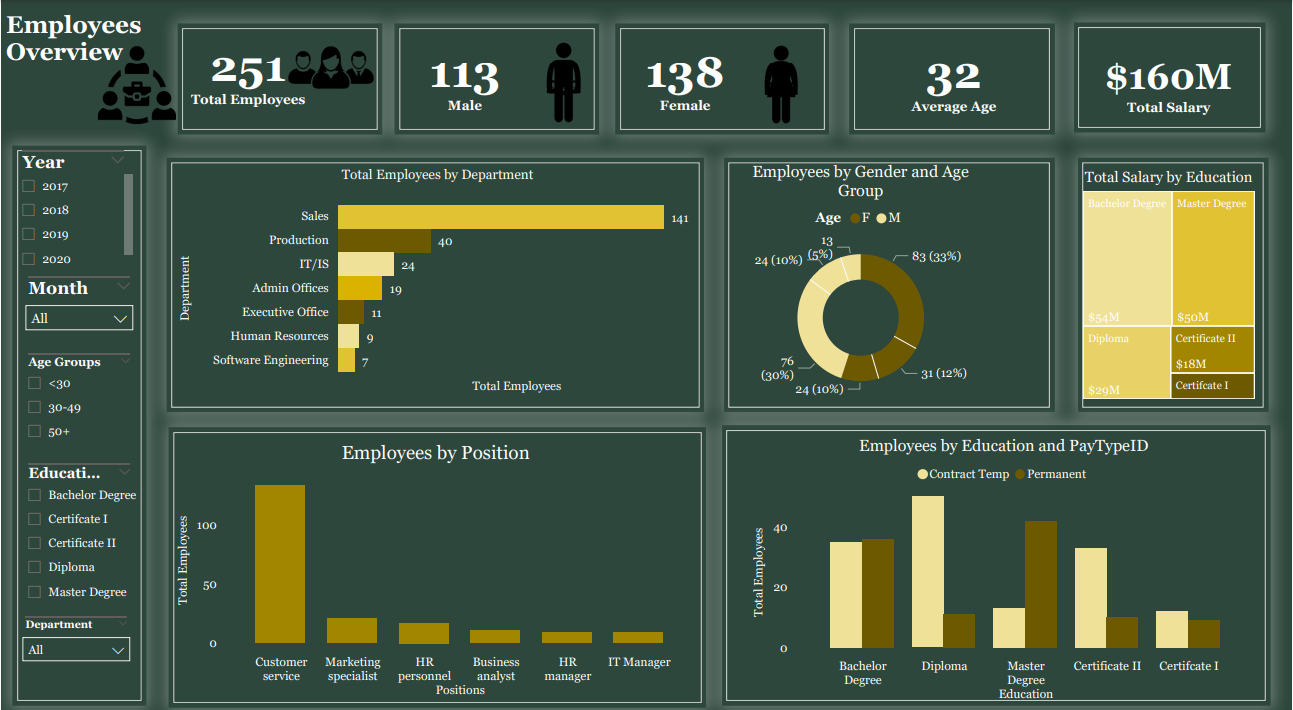 Employees
Overview
251
Total Employees
113
Male
138
Female
32
Average Age
$160M
Total Salary
Year
2017
2018
2019
2020
Month
All
Age Groups
<30
30-49
50+
Educati...
Bachelor Degree
Certifcate I
Certificate II
Diploma
Master Degree
Department
All
Total Employees by Department
Department
Sales 141
Production 40
IT/IS 24
Admin Offices 19
Executive Office 11
Human Resources 9
Software Engineering 7
Total Employees
Employees by Gender and Age
Group
Age F M
13
(5%)
24 (10%)
83 (33%)
76
(30%)
24 (10%)
31 (12%)
Total Salary by Education
Bachelor Degree
$54M
Master Degree
$50M
Diploma
$29M
Certificate II
$18M
Certifcate I
Employees by Position
Total Employees
100
50
0
Customer
service
Marketing
specialist
HR
personnel
Business
analyst
HR
manager
IT Manager
Positions
Employees by Education and PayTypeID
Contract Temp Permanent
Total Employees
40
20
0
Bachelor
Degree
Diploma
Master
Degree
Certificate II
Certifcate I
Education